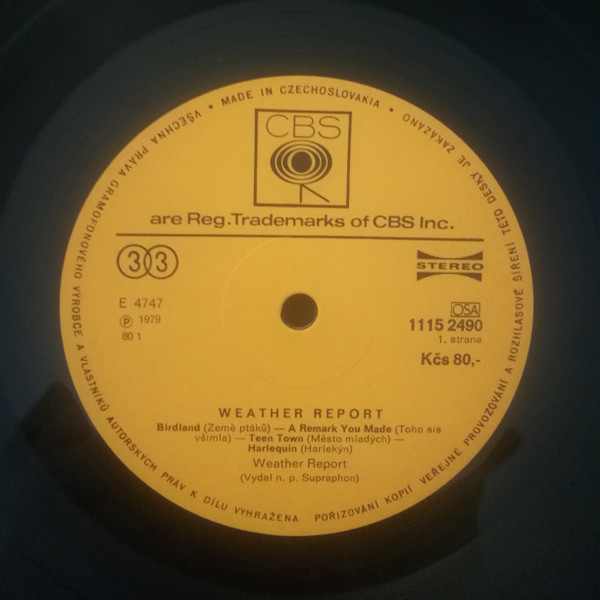 MADE IN CZECHOSLOVAKIA • VŠECHNA PRÁVA GRAMOFONOVÉHO VÝROBCE A VLASTNÍKŮ AUTORSKÝCH PRÁV K DÍLU VYHRAŽENA POŘIZOVÁNÍ KOPIÍ VEŘEJNÉ PROVOZOVÁNÍ A ROZHLASOVÉ ŠÍŘENÍ TÉTO DESKY JE ZAKÁZÁNO •
CBS
are Reg.Trademarks of CBS Inc.
33
STEREO
E 4747
Ⓟ 1979
80 1
OSA
1115 2490
1. strana
Kčs 80,-
WEATHER REPORT
Birdland (Země ptáků) — A Remark You Made (Toho sis
všimla) — Teen Town (Město mladých) —
Harlequin (Harlekýn)
Weather Report
(Vydal n. p. Supraphon)